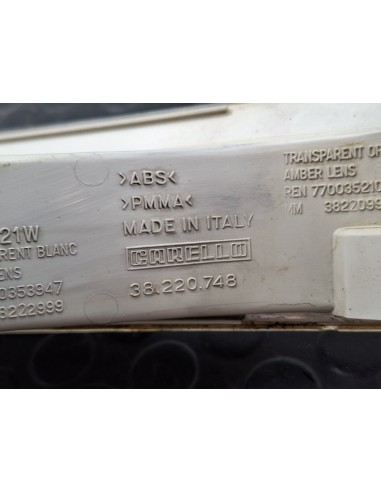 21W
RENT BLANC
ENS
0353947
8222999
>ABS<
>PMMA<
MADE IN ITALY
CARELLO
38.220.748
TRANSPARENT OR
AMBER LENS
REN 770035210
MM 3822099